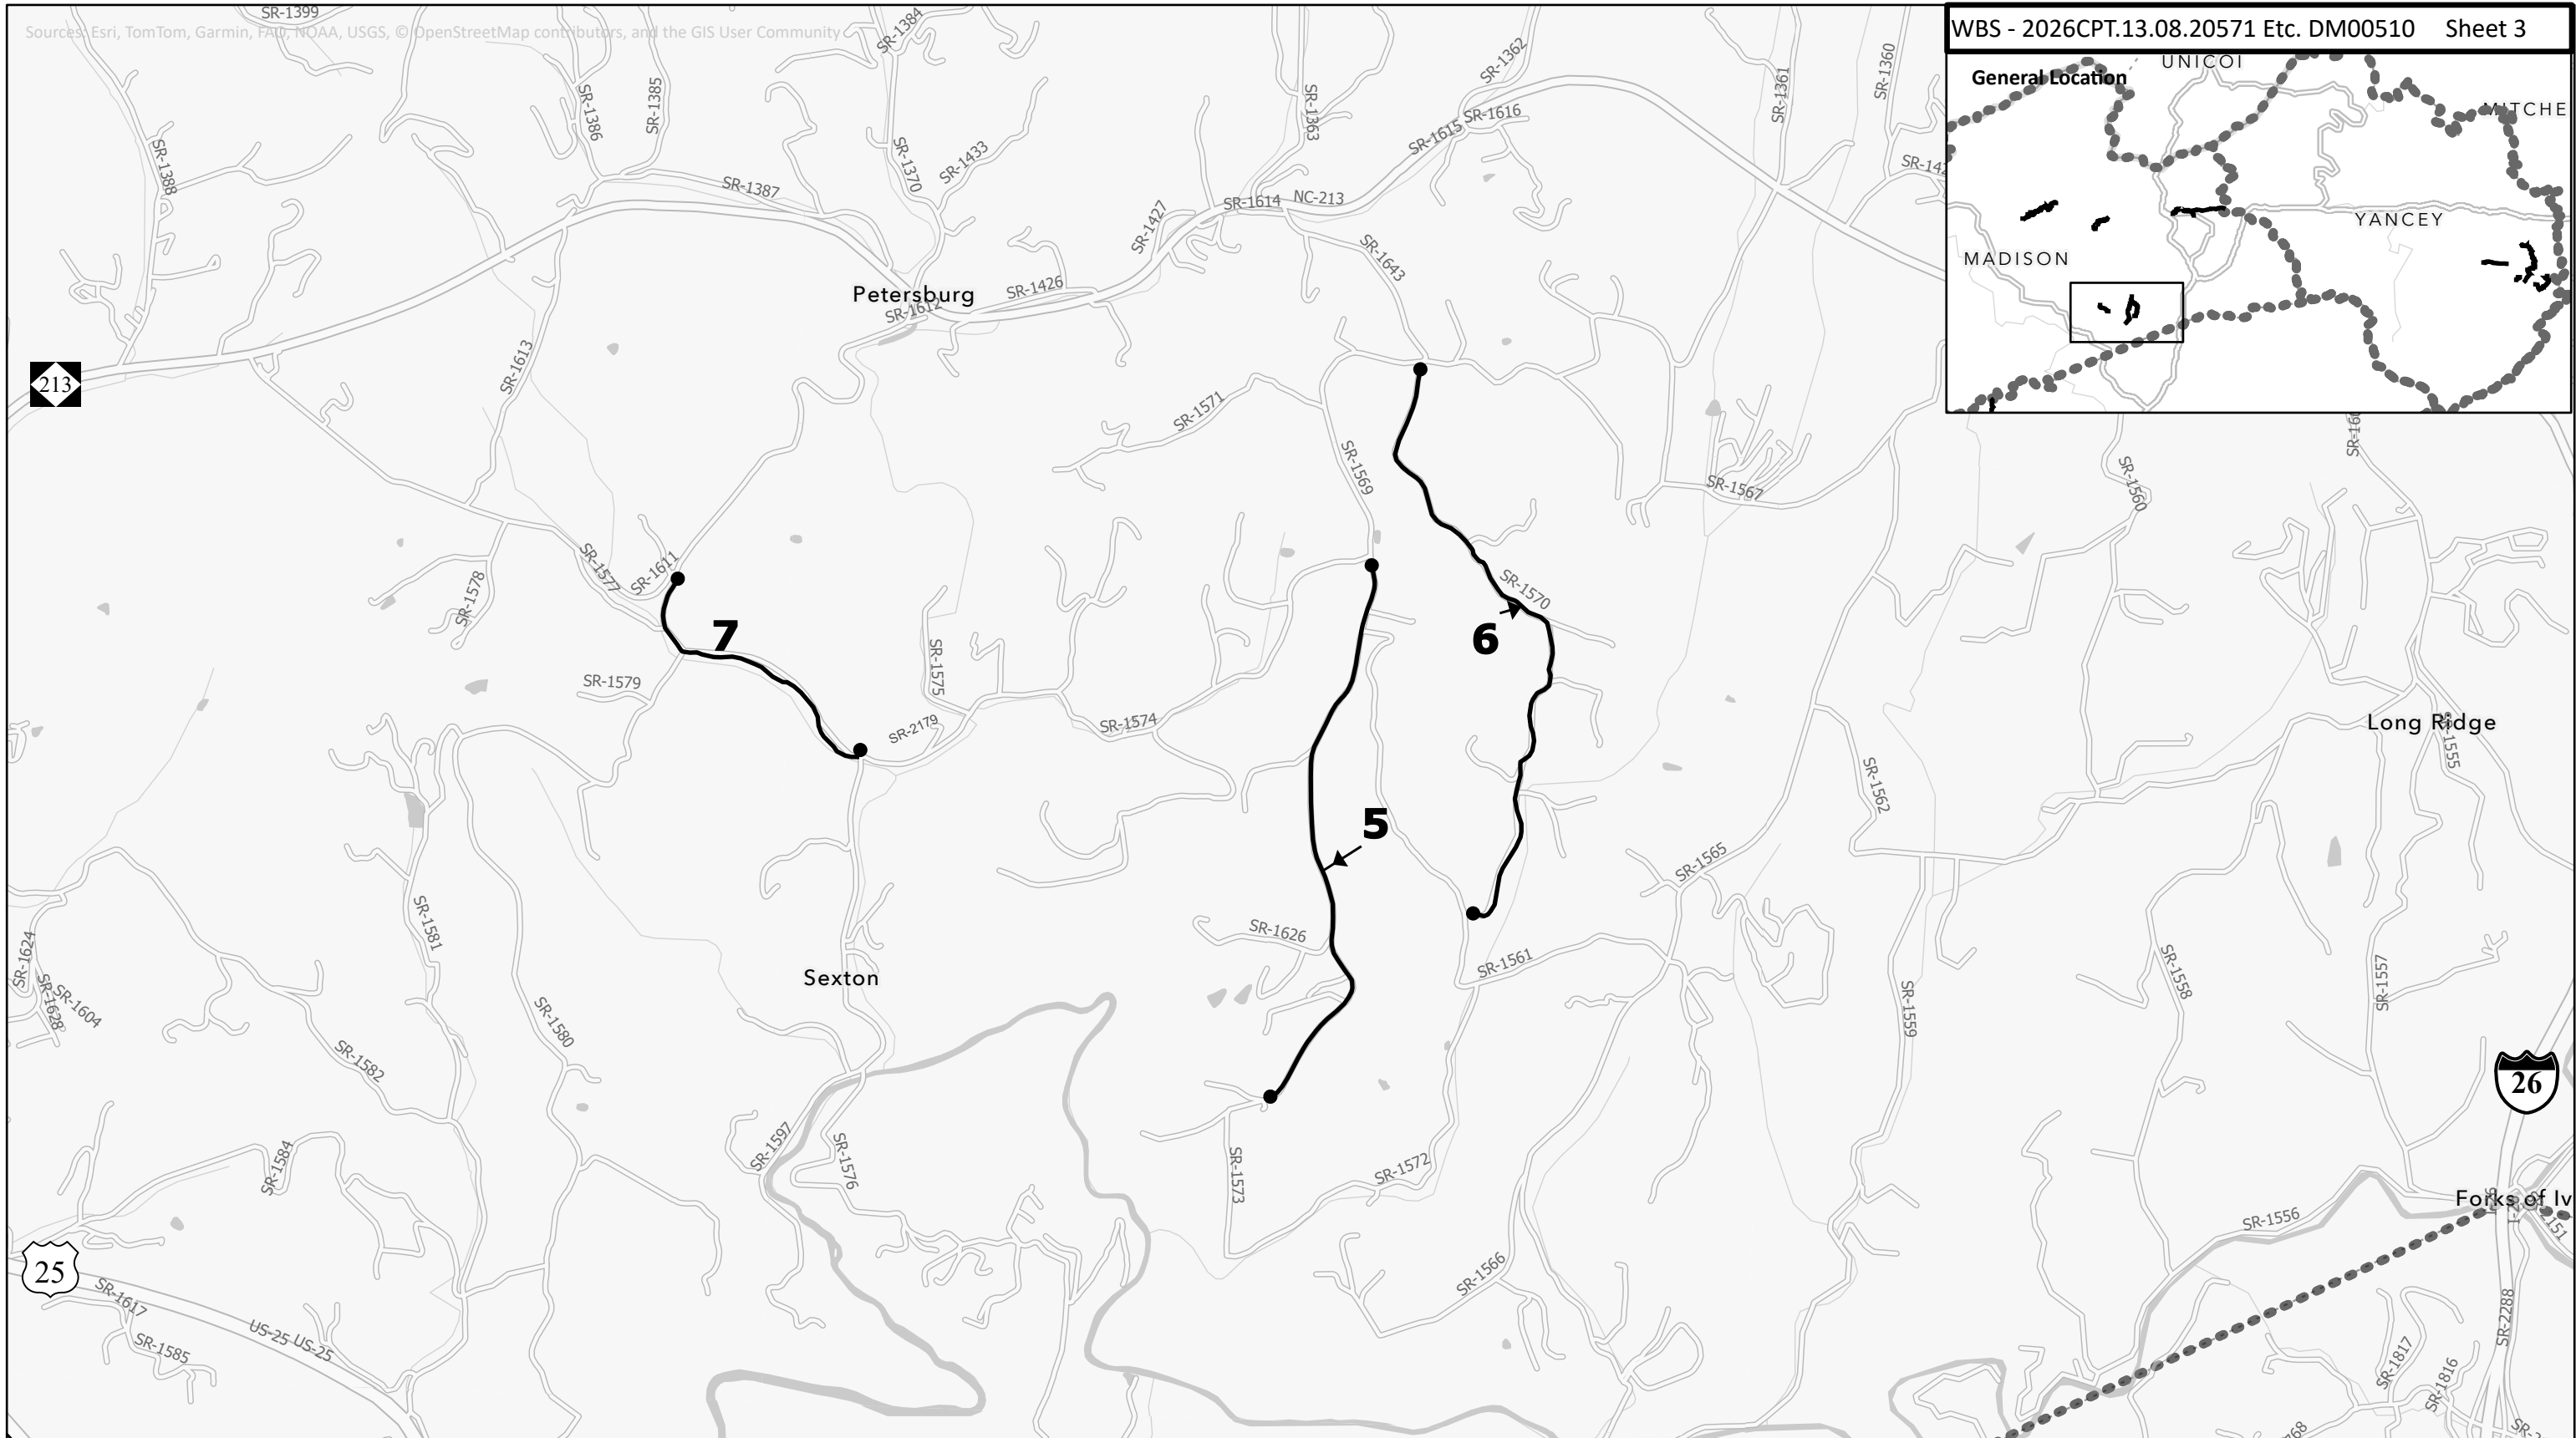 SR-1399
Sources: Esri, TomTom, Garmin, FAO, NOAA, USGS, © OpenStreetMap contributors, and the GIS User Community
SR-1384
SR-1362
SR-1361
SR-1360
WBS - 2026CPT.13.08.20571 Etc. DM00510 Sheet 3
General Location
UNICOI
MITCHE
YANCEY
MADISON
SR-1388
SR-1386
SR-1385
SR-1370
SR-1433
SR-1363
SR-1615
SR-1616
SR-1387
SR-1427
SR-1614
NC-213
SR-142
SR-1643
Petersburg
SR-1612
SR-1426
213
SR-1613
SR-1571
SR-1569
SR-1567
SR-1560
SR-16
SR-1577
SR-1611
SR-1578
SR-1570
7
6
SR-1579
SR-1575
SR-2179
SR-1574
Long Ridge
SR-1555
SR-1562
5
SR-1565
SR-1581
SR-1626
SR-1561
SR-1624
SR-1628
SR-1604
Sexton
SR-1558
SR-1557
SR-1559
SR-1580
SR-1582
26
SR-1584
SR-1597
SR-1576
SR-1573
SR-1572
Forks of Iv
I-26
SR-1556
25
SR-1566
SR-1617
US-25 US-25
SR-1585
SR-2288
SR-1817
SR-1816